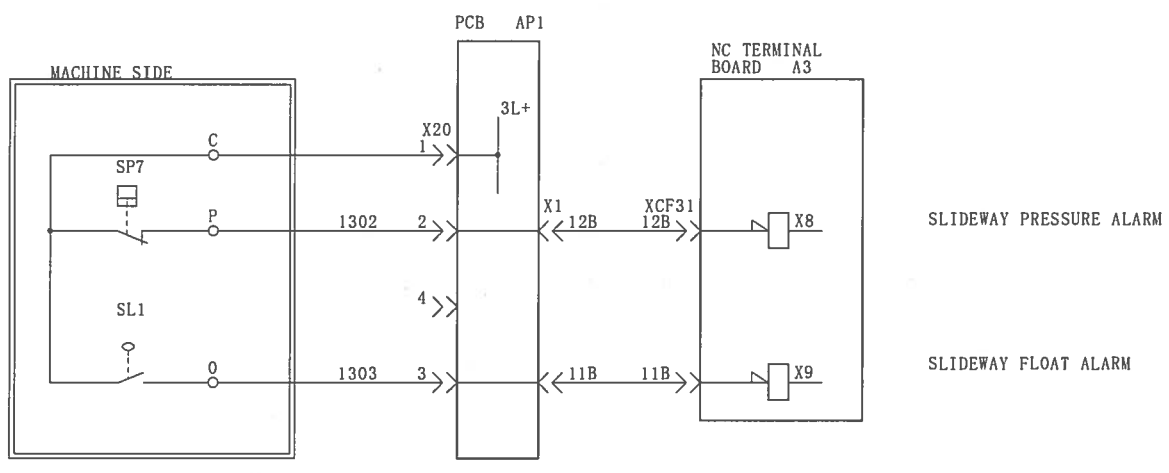 PCB AP1
NC TERMINAL
BOARD A3
MACHINE SIDE
3L+
C
X20
1
SP7
P
1302
2
X1
12B
XCF31
12B
X8
SLIDEWAY PRESSURE ALARM
4
SL1
O
1303
3
11B
11B
X9
SLIDEWAY FLOAT ALARM